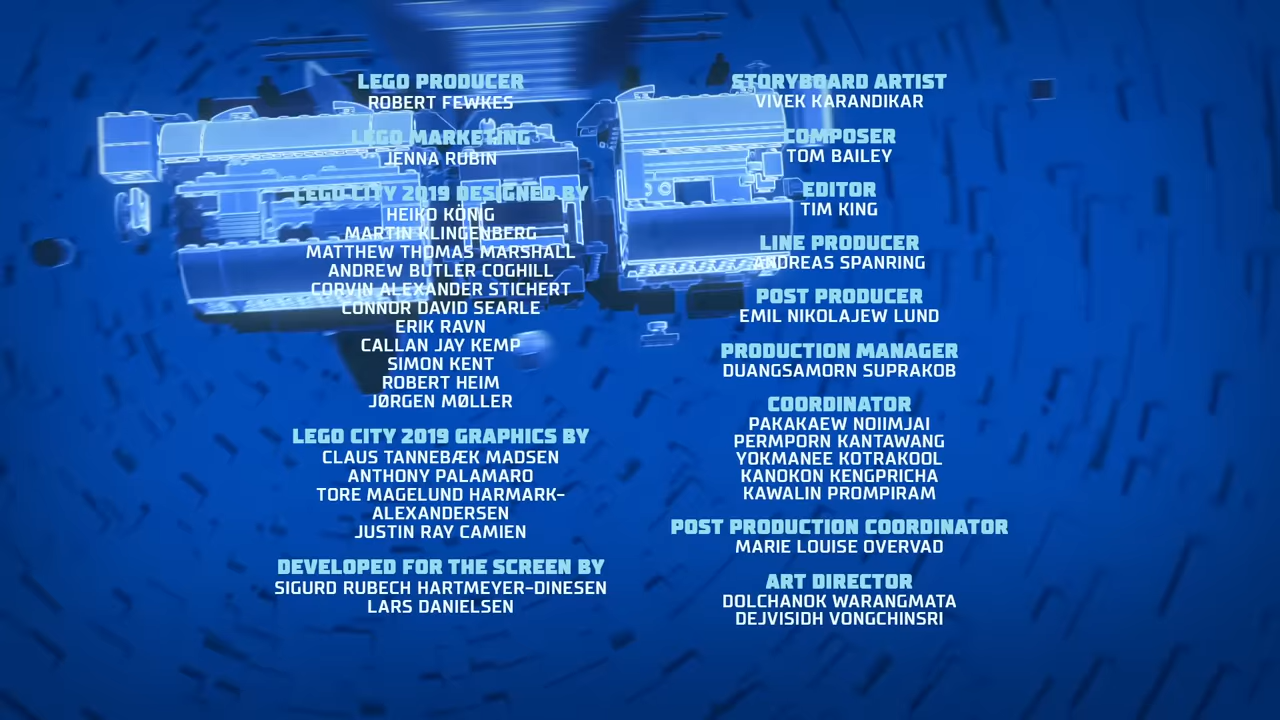 LEGO PRODUCER
ROBERT FEWKES
LEGO MARKETING
JENNA RUBIN
LEGO CITY 2019 DESIGNED BY
HEIKO KÖNIG
MARTIN KLINGENBERG
MATTHEW THOMAS MARSHALL
ANDREW BUTLER COGHILL
CORVIN ALEXANDER STICHERT
CONNOR DAVID SEARLE
ERIK RAVN
CALLAN JAY KEMP
SIMON KENT
ROBERT HEIM
JØRGEN MØLLER
LEGO CITY 2019 GRAPHICS BY
CLAUS TANNEBÆK MADSEN
ANTHONY PALAMARO
TORE MAGELUND HARMARK-
ALEXANDERSEN
JUSTIN RAY CAMIEN
DEVELOPED FOR THE SCREEN BY
SIGURD RUBECH HARTMEYER-DINESEN
LARS DANIELSEN
STORYBOARD ARTIST
VIVEK KARANDIKAR
COMPOSER
TOM BAILEY
EDITOR
TIM KING
LINE PRODUCER
ANDREAS SPANRING
POST PRODUCER
EMIL NIKOLAJEW LUND
PRODUCTION MANAGER
DUANGSAMORN SUPRAKOB
COORDINATOR
PAKAKAEW NOIIMJAI
PERMPORN KANTAWANG
YOKMANEE KOTRAKOOL
KANOKON KENGPRICHA
KAWALIN PROMPIRAM
POST PRODUCTION COORDINATOR
MARIE LOUISE OVERVAD
ART DIRECTOR
DOLCHANOK WARANGMATA
DEJVISIDH VONGCHINSRI